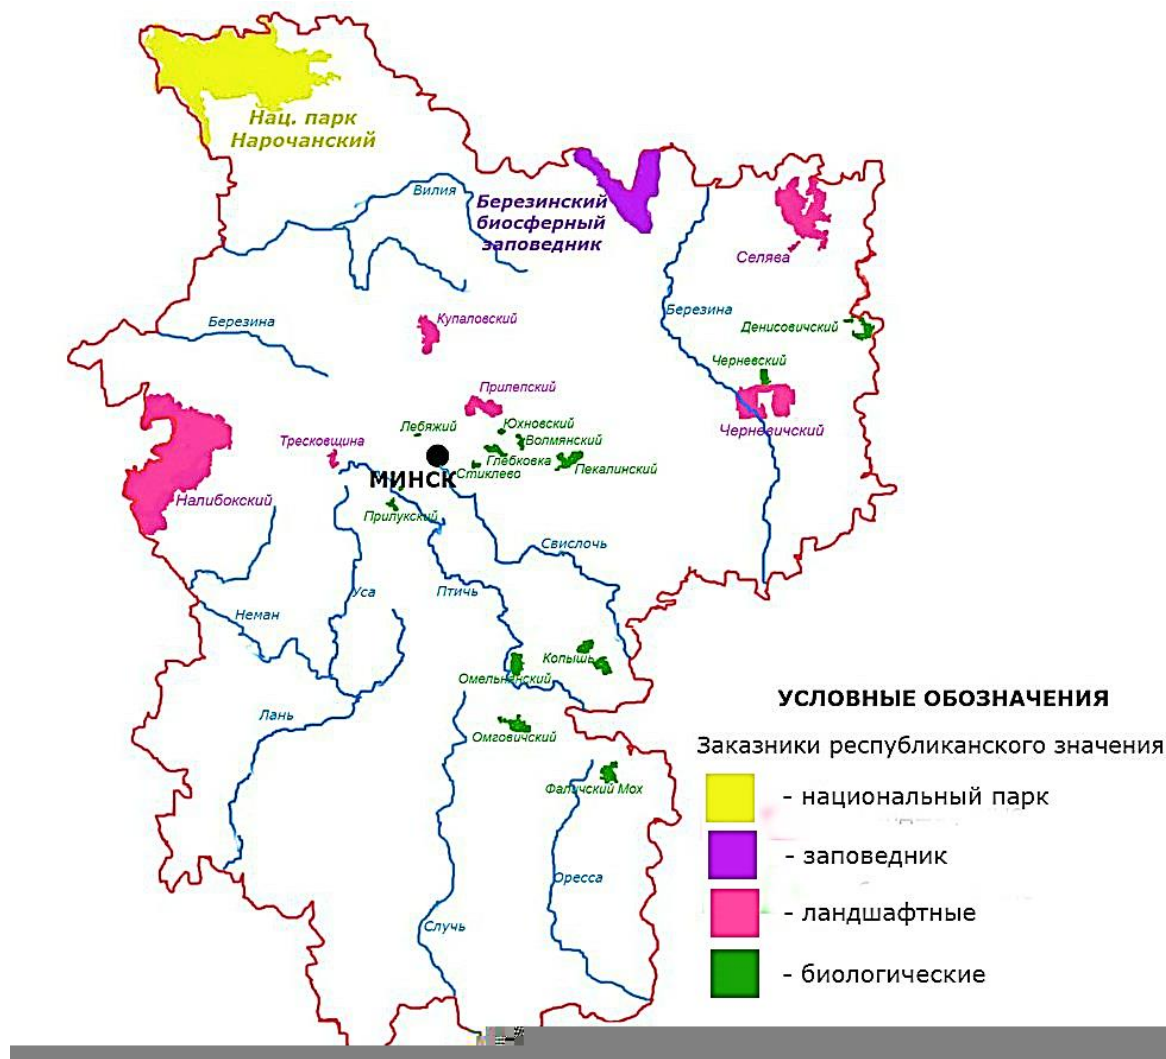 Нац. парк
Нарочанский
Вилия
Березинский
биосферный
заповедник
Селява
Березина
Березина
Купаловский
Денисовичский
Черневский
Прилепский
Черневичский
Юхновский
Лебяжий
Волмянский
Тресковщина
Глебковка
Пекалинский
Стиклево
МИНСК
Налибокский
Прилукский
Свислочь
Уса
Птичь
Неман
Копышь
Омельнянский
Лань
Омговичский
Фаличский Мох
Оресса
Случь
УСЛОВНЫЕ ОБОЗНАЧЕНИЯ
Заказники республиканского значения
- национальный парк
- заповедник
- ландшафтные
- биологические